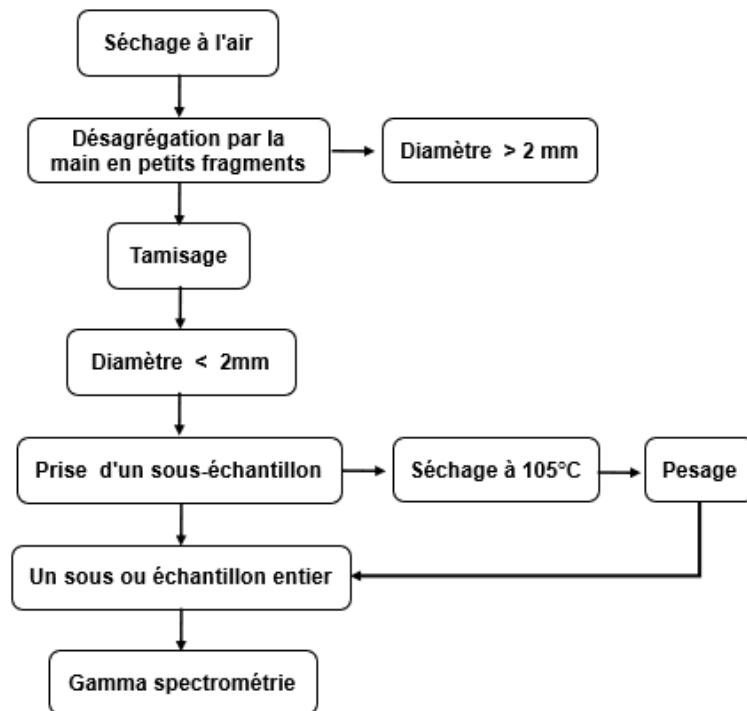 Séchage à l'air
Désagrégation par la
main en petits fragments
Diamètre > 2 mm
Tamisage
Diamètre < 2mm
Prise d'un sous-échantillon
Séchage à 105°C
Pesage
Un sous ou échantillon entier
Gamma spectrométrie